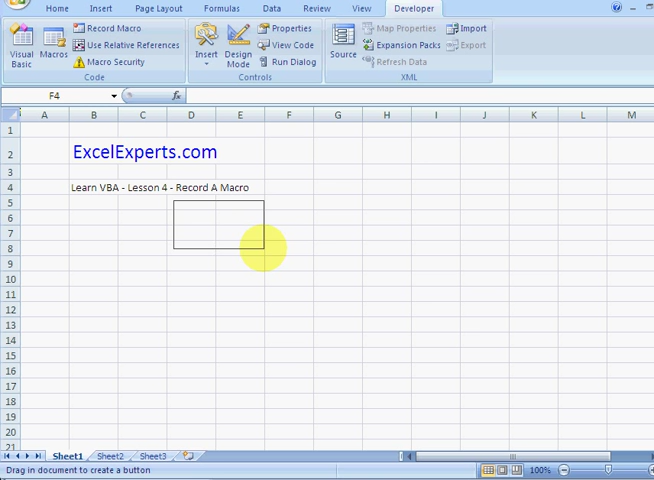 Home Insert Page Layout Formulas Data Review View Developer
Visual Basic
Macros
Record Macro
Use Relative References
Macro Security
Code
Insert
Design Mode
Properties
View Code
Run Dialog
Controls
Source
Map Properties
Expansion Packs
Refresh Data
Import
Export
XML
F4
fx
A B C D E F G H I J K L M
1
2 ExcelExperts.com
3
4 Learn VBA - Lesson 4 - Record A Macro
5
6
7
8
9
10
11
12
13
14
15
16
17
18
19
20
21
Sheet1 Sheet2 Sheet3
Drag in document to create a button
100%